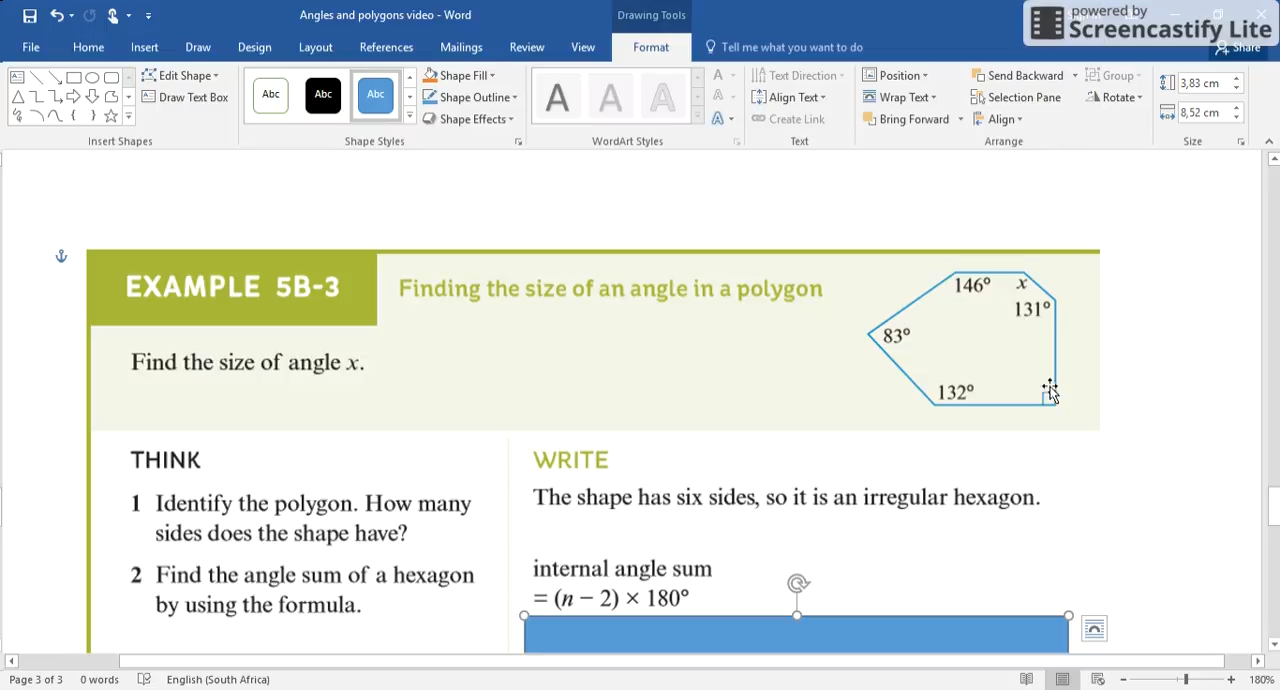 Angles and polygons video - Word
Drawing Tools
powered by
Screencastify Lite
File Home Insert Draw Design Layout References Mailings Review View Format Tell me what you want to do Share
Edit Shape
Draw Text Box
Insert Shapes
Abc Abc Abc
Shape Fill
Shape Outline
Shape Effects
Shape Styles
A A A
A
A
A
WordArt Styles
Text Direction
Align Text
Create Link
Text
Position
Wrap Text
Bring Forward
Send Backward
Selection Pane
Align
Group
Rotate
Arrange
3,83 cm
8,52 cm
Size
EXAMPLE 5B-3
Finding the size of an angle in a polygon
Find the size of angle x.
146° x
131°
83°
132°
THINK
1 Identify the polygon. How many
sides does the shape have?
2 Find the angle sum of a hexagon
by using the formula.
WRITE
The shape has six sides, so it is an irregular hexagon.
internal angle sum
= (n − 2) × 180°
Page 3 of 3 0 words English (South Africa) 180%